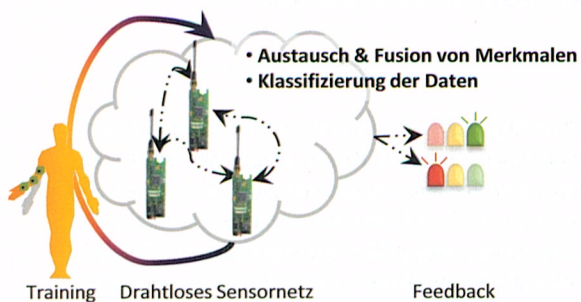 • Austausch & Fusion von Merkmalen
• Klassifizierung der Daten
Training Drahtloses Sensornetz Feedback